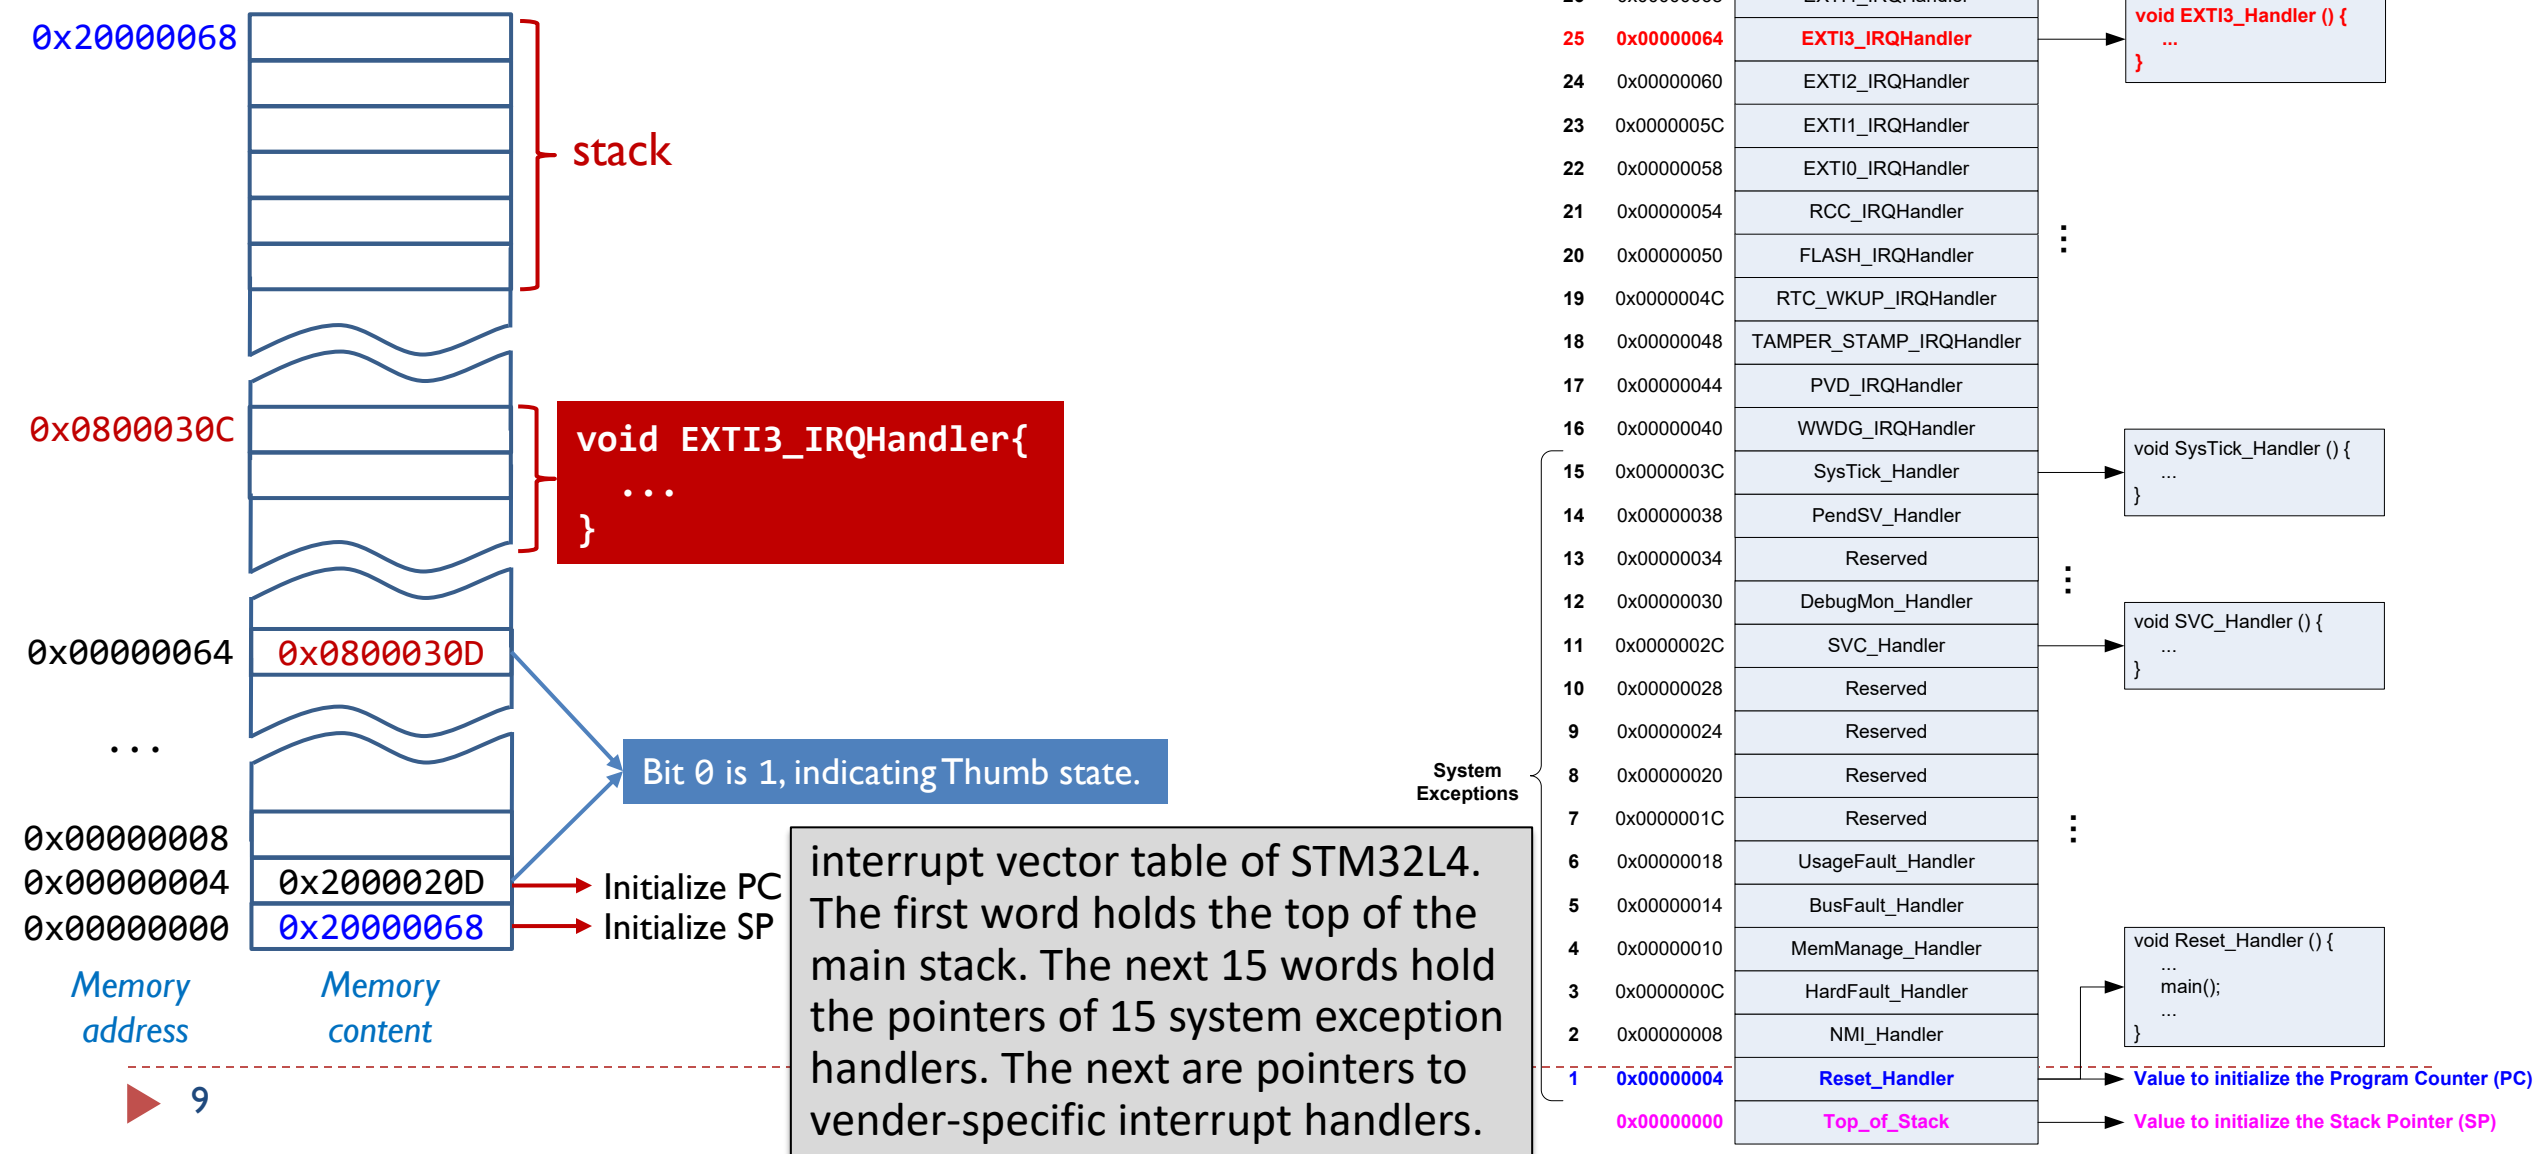 0x20000068
stack
0x0800030C
void EXTI3_IRQHandler{
...
}
0x00000064 0x0800030D
...
Bit 0 is 1, indicating Thumb state.
0x00000008
0x00000004 0x2000020D Initialize PC
0x00000000 0x20000068 Initialize SP
Memory address
Memory content
9
interrupt vector table of STM32L4.
The first word holds the top of the
main stack. The next 15 words hold
the pointers of 15 system exception
handlers. The next are pointers to
vender-specific interrupt handlers.
void EXTI3_Handler () {
...
}
25 0x00000064 EXTI3_IRQHandler
24 0x00000060 EXTI2_IRQHandler
23 0x0000005C EXTI1_IRQHandler
22 0x00000058 EXTI0_IRQHandler
21 0x00000054 RCC_IRQHandler
20 0x00000050 FLASH_IRQHandler
19 0x0000004C RTC_WKUP_IRQHandler
18 0x00000048 TAMPER_STAMP_IRQHandler
17 0x00000044 PVD_IRQHandler
16 0x00000040 WWDG_IRQHandler
15 0x0000003C SysTick_Handler
void SysTick_Handler () {
...
}
14 0x00000038 PendSV_Handler
13 0x00000034 Reserved
12 0x00000030 DebugMon_Handler
11 0x0000002C SVC_Handler
void SVC_Handler () {
...
}
10 0x00000028 Reserved
9 0x00000024 Reserved
System
Exceptions
8 0x00000020 Reserved
7 0x0000001C Reserved
6 0x00000018 UsageFault_Handler
5 0x00000014 BusFault_Handler
4 0x00000010 MemManage_Handler
3 0x0000000C HardFault_Handler
2 0x00000008 NMI_Handler
void Reset_Handler () {
...
main();
...
}
1 0x00000004 Reset_Handler Value to initialize the Program Counter (PC)
0x00000000 Top_of_Stack Value to initialize the Stack Pointer (SP)